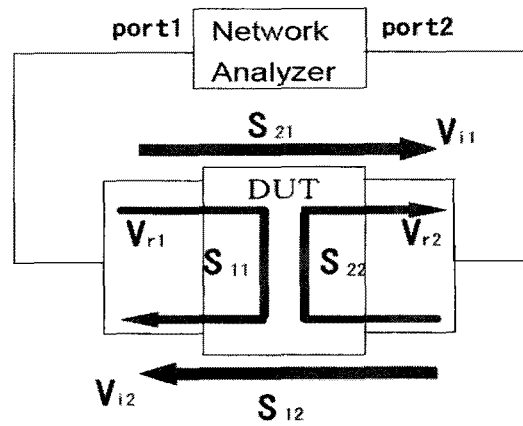 port1
Network
Analyzer
port2
S21
Vi1
DUT
Vr1
S11
S22
Vr2
Vi2
S12